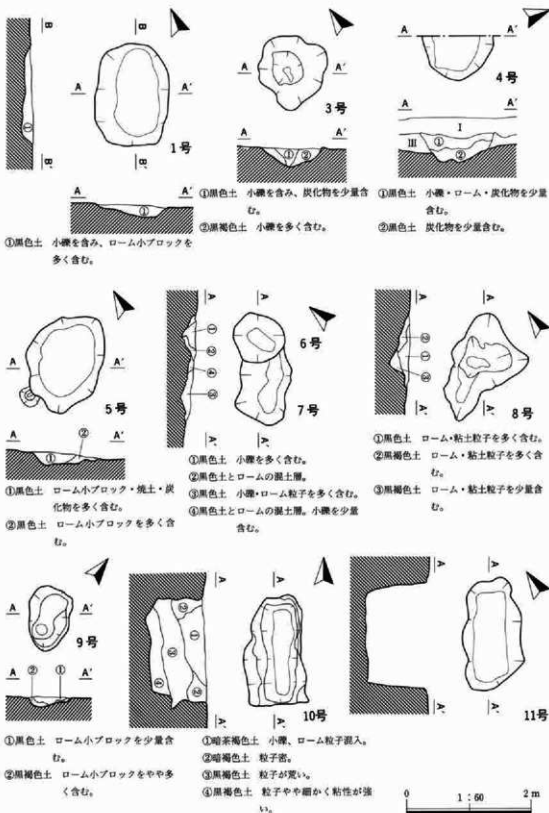 B
B'
A
A'
①
1号
A
A'
①
①黒色土 小礫を含み、ローム小ブロックを
多く含む。
A
A'
3号
A
A'
①
②
①黒色土 小礫を含み、炭化物を少量含
む。
②黒褐色土 小礫を多く含む。
A
A'
4号
A
A'
I
III
①
②
①黒色土 小礫・ローム・炭化物を少量
含む。
②黒色土 炭化物を少量含む。
A
A'
5号
A
②
A'
①
①黒色土 ローム小ブロック・焼土・炭
化物を多く含む。
②黒色土 ロームブロックを多く含
む。
A
A'
①
②
④
③
A
A'
6号
7号
①黒色土 小礫を多く含む。
②黒色土とロームの混土層。
③黒色土 小礫・ローム粒子を多く含む。
④黒色土とロームの混土層。小礫を少量
含む。
A
A'
②
①
③
A
A'
8号
①黒色土 ローム・粘土粒子を多く含む。
②黒褐色土 ローム・粘土粒子を多く含
む。
③黒褐色土 ローム・粘土粒子を少量含
む。
A
A'
9号
A
②
①
A'
①黒色土 ローム小ブロックを少量含
む。
②黒褐色土 ローム小ブロックをやや多
く含む。
A
A'
②
①
③
④
②
A
A'
10号
①暗茶褐色土 小礫、ローム粒子混入。
②暗褐色土 粒子密。
③黒褐色土 粒子が荒い。
④黒褐色土 粒子やや細かく粘性が強
い。
A
A'
A
A'
11号
0
1:60
2 m